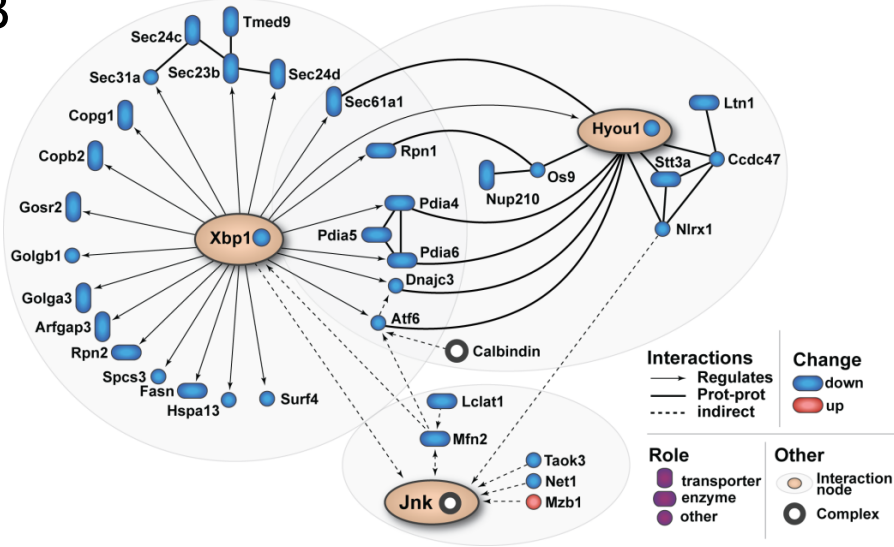 B
Tmed9
Sec24c
Sec31a
Sec23b
Sec24d
Sec61a1
Copg1
Copb2
Rpn1
Gosr2
Golgb1
Golga3
Arfgap3
Rpn2
Spcs3
Fasn
Hspa13
Surf4
Xbp1
Pdia4
Pdia5
Pdia6
Dnajc3
Atf6
Calbindin
Nup210
Os9
Hyou1
Ltn1
Stt3a
Ccdc47
Nlrx1
Lclat1
Mfn2
Taok3
Net1
Mzb1
Jnk
Interactions
Regulates
Prot-prot
indirect
Change
down
up
Role
transporter
enzyme
other
Other
Interaction
node
Complex